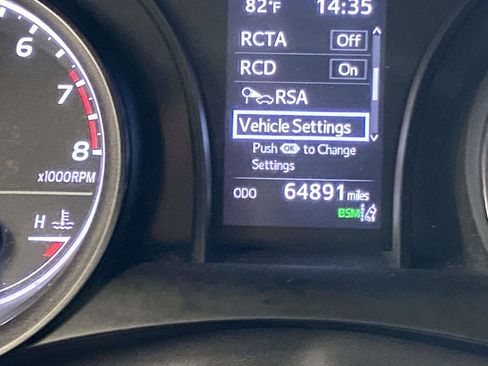 82°F 14:35
RCTA Off
RCD On
RSA
Vehicle Settings
Push OK to Change
Settings
ODO 64891 miles
BSM
6
7
8
x1000RPM
H